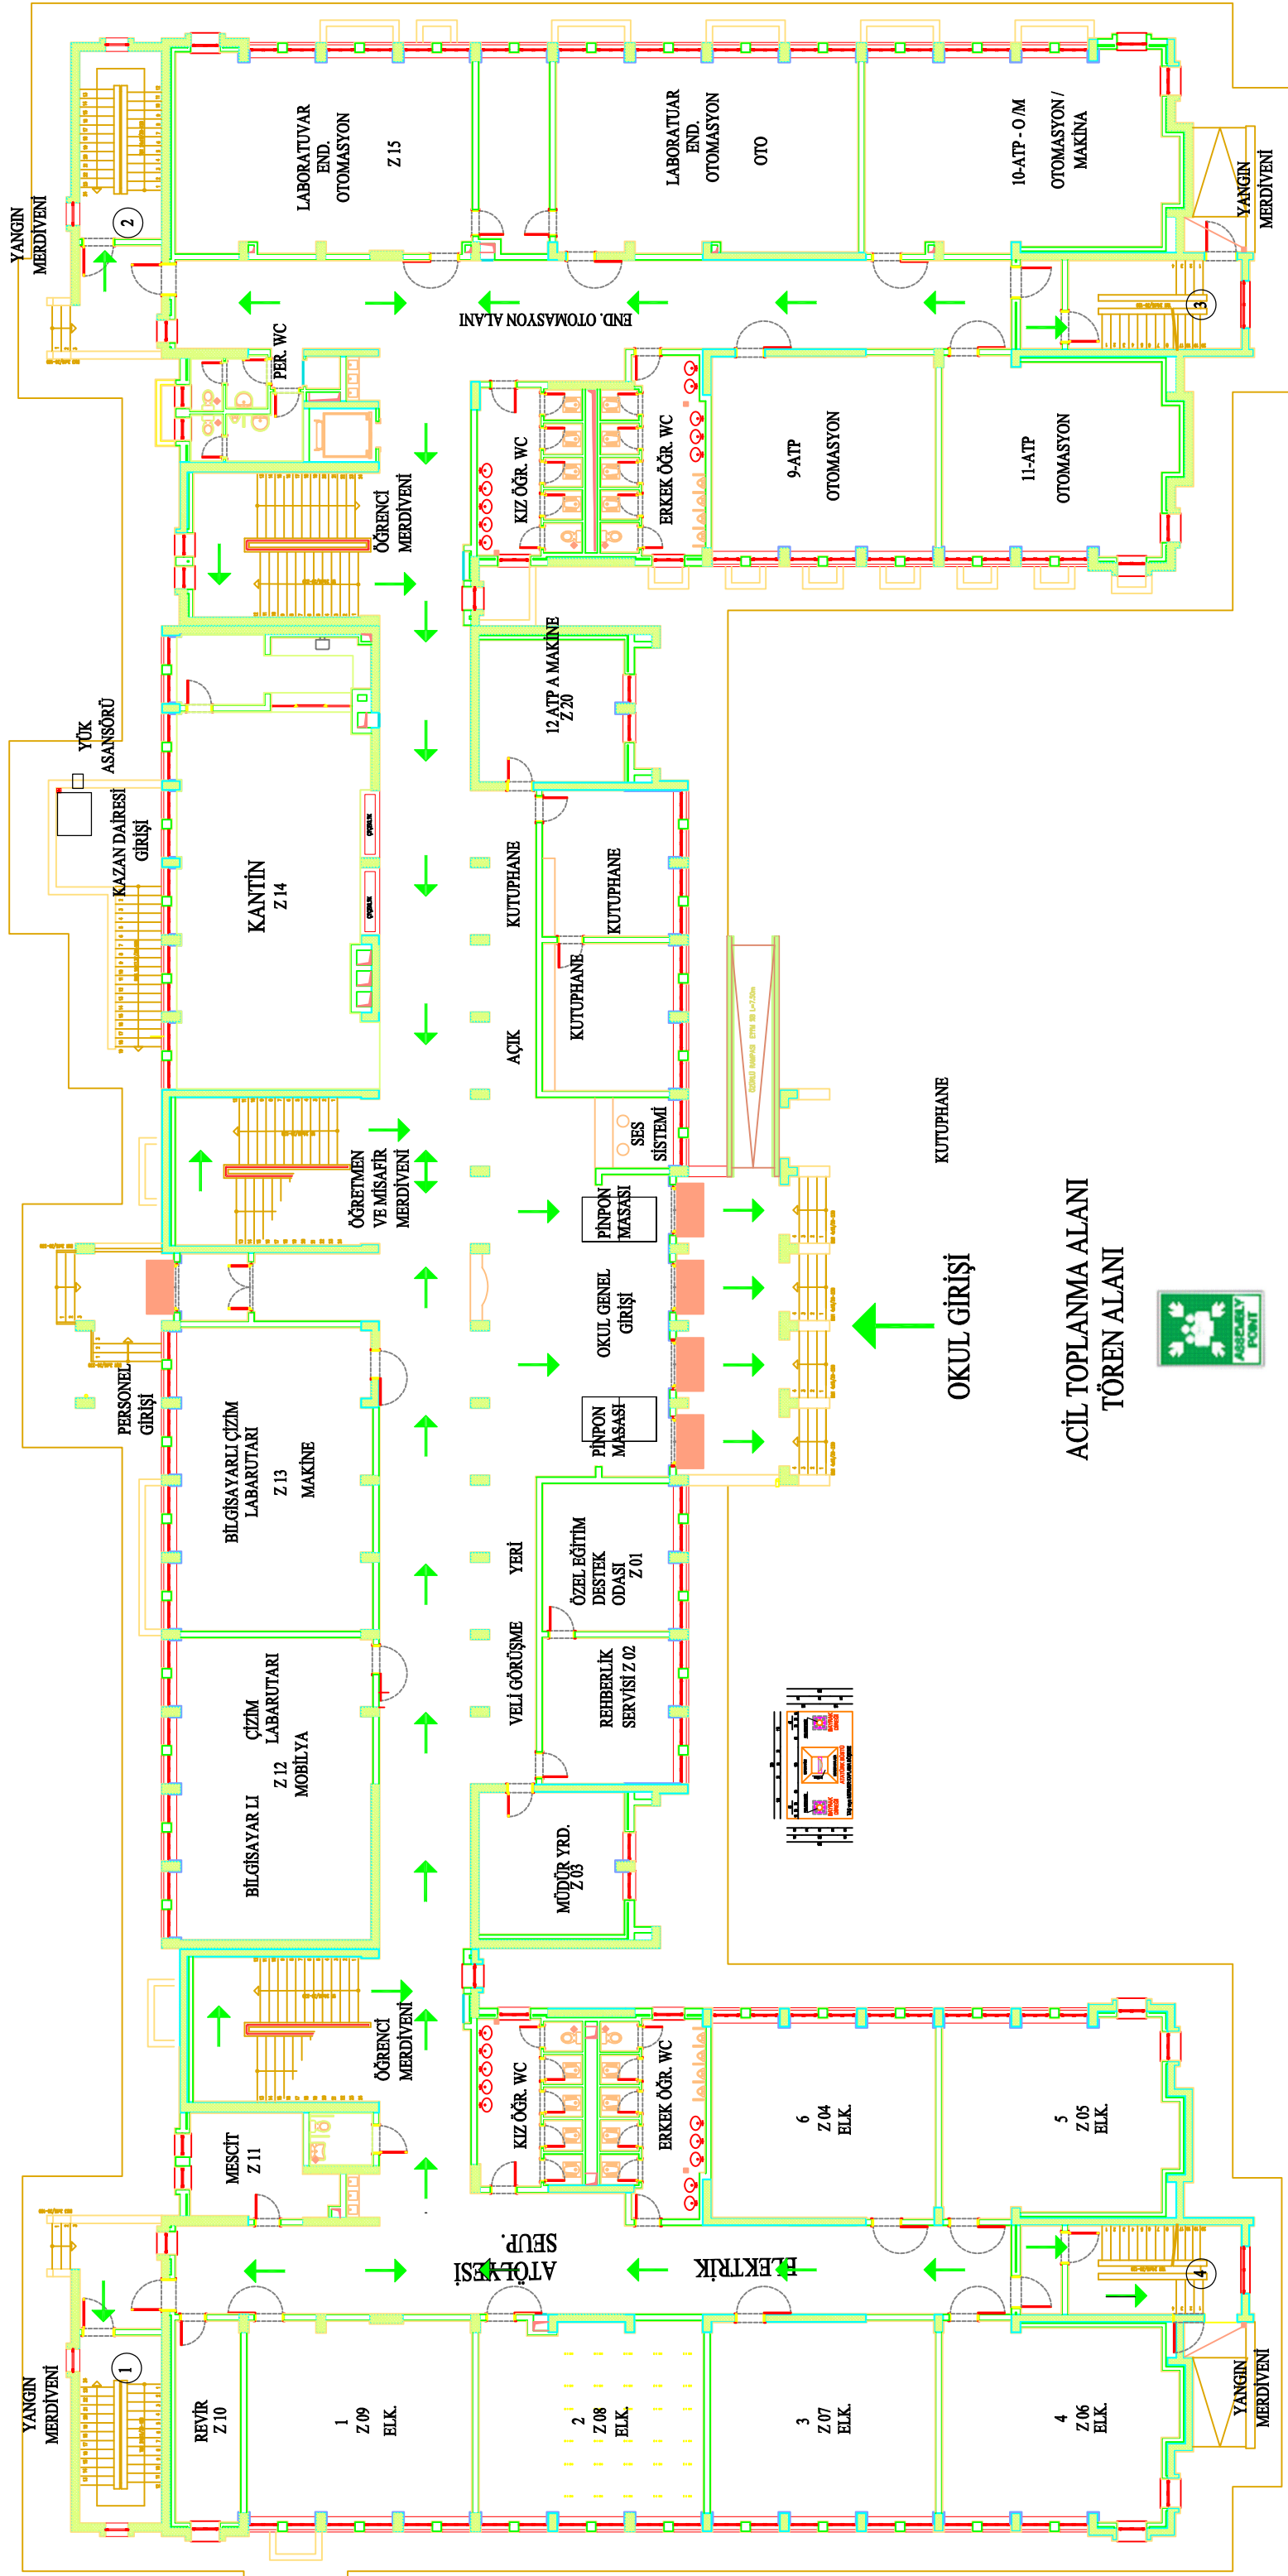 YANGIN
MERDİVENİ
2
LABORATUVAR
END.
OTOMASYON
Z 15
LABORATUAR
END.
OTOMASYON
OTO
10-ATP - O /M
OTOMASYON /
MAKİNA
YANGIN
MERDİVENİ
3
END. OTOMASYON ALANI
PER. WC
KIZ ÖĞR. WC
ERKEK ÖĞR. WC
9-ATP
OTOMASYON
11-ATP
OTOMASYON
ÖĞRENCİ
MERDİVENİ
12 ATP A MAKİNE
Z 20
YÜK
ASANSÖRÜ
KAZAN DAİRESİ
GİRİŞİ
KANTİN
Z 14
AÇIK
KUTUPHANE
KUTUPHANE
KUTUPHANE
SES
SİSTEMİ
KUTUPHANE
ÖĞRETMEN
VE MİSAFİR
MERDİVENİ
PİNPON
MASASI
OKUL GENEL
GİRİŞİ
PİNPON
MASASI
OKUL GİRİŞİ
ACİL TOPLANMA ALANI
TÖREN ALANI
ASSEMELY
POINT
PERSONEL
GİRİŞİ
BİLGİSAYARLI ÇİZİM
LABARUTARI
Z 13
MAKİNE
BİLGİSAYAR LI
ÇİZİM
LABARUTARI
Z 12
MOBİLYA
VELİ GÖRÜŞME
YERİ
ÖZEL EĞİTİM
DESTEK
ODASI
Z 01
REHBERLİK
SERVİSİ Z 02
MÜDÜR YRD.
Z 03
ÖĞRENCİ
MERDİVENİ
MESCİT
Z 11
KIZ ÖĞR. WC
ERKEK ÖĞR. WC
6
Z 04
ELK.
5
Z 05
ELK.
ELEKTRİK
ATÖLYESİ
SEUP.
YANGIN
MERDİVENİ
1
REVİR
Z 10
1
Z 09
ELK.
2
Z 08
ELK.
3
Z 07
ELK.
4
Z 06
ELK.
4
YANGIN
MERDİVENİ